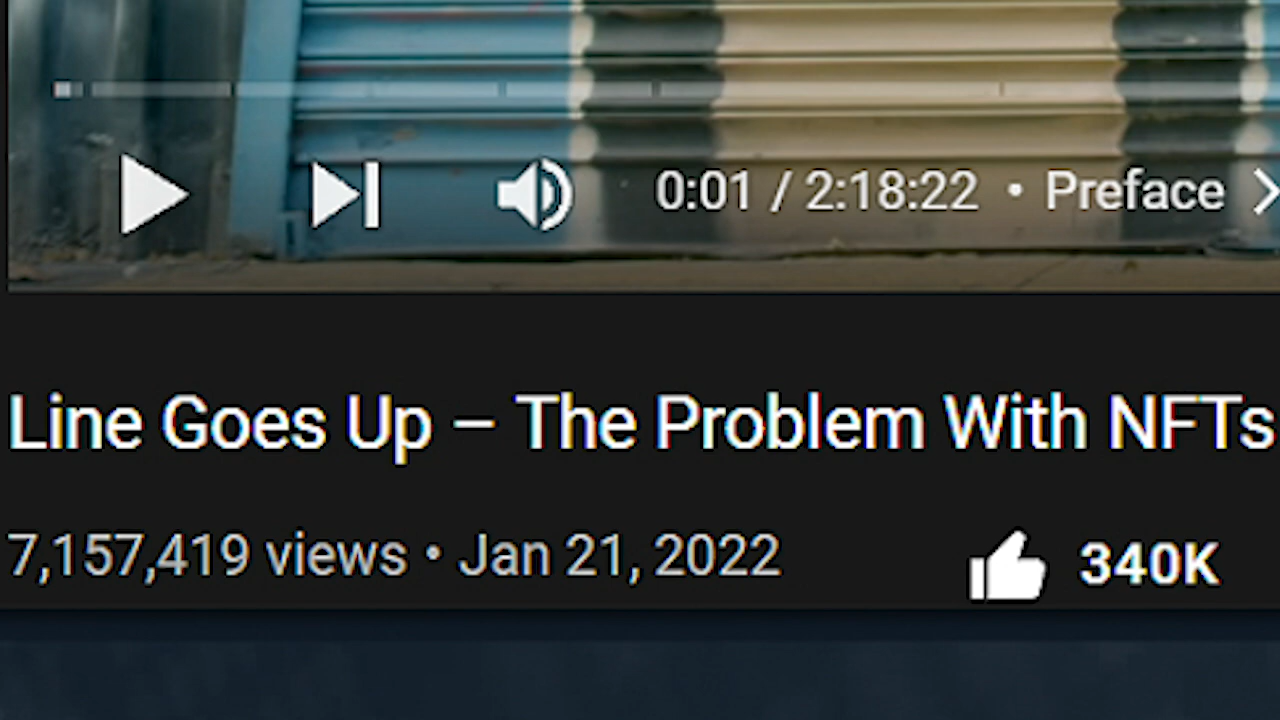 0:01 / 2:18:22 • Preface
Line Goes Up – The Problem With NFTs
7,157,419 views • Jan 21, 2022
340K